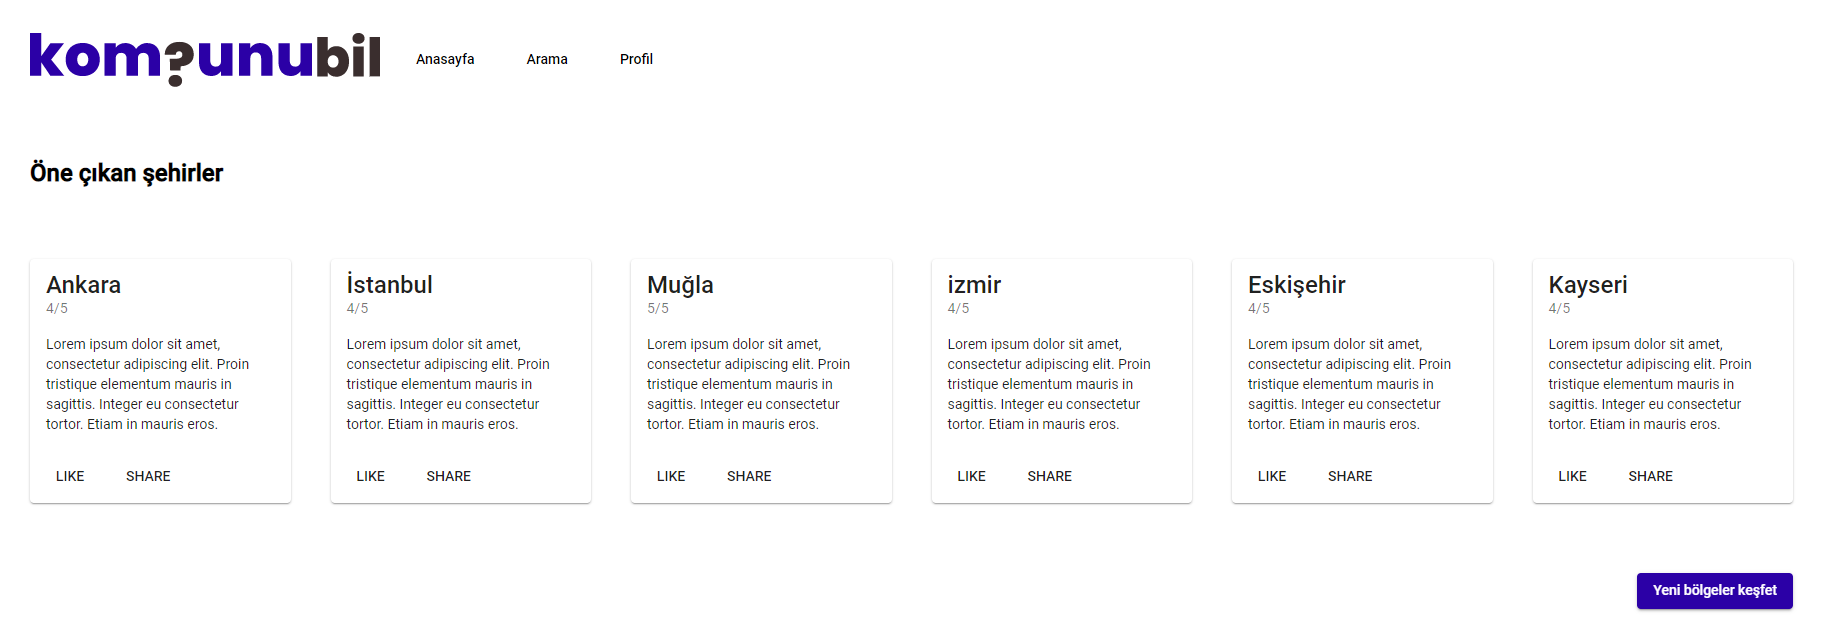 kom?unubil
Anasayfa Arama Profil
Öne çıkan şehirler
Ankara
4/5
Lorem ipsum dolor sit amet,
consectetur adipiscing elit. Proin
tristique elementum mauris in
sagittis. Integer eu consectetur
tortor. Etiam in mauris eros.
LIKE SHARE
İstanbul
4/5
Lorem ipsum dolor sit amet,
consectetur adipiscing elit. Proin
tristique elementum mauris in
sagittis. Integer eu consectetur
tortor. Etiam in mauris eros.
LIKE SHARE
Muğla
5/5
Lorem ipsum dolor sit amet,
consectetur adipiscing elit. Proin
tristique elementum mauris in
sagittis. Integer eu consectetur
tortor. Etiam in mauris eros.
LIKE SHARE
izmir
4/5
Lorem ipsum dolor sit amet,
consectetur adipiscing elit. Proin
tristique elementum mauris in
sagittis. Integer eu consectetur
tortor. Etiam in mauris eros.
LIKE SHARE
Eskişehir
4/5
Lorem ipsum dolor sit amet,
consectetur adipiscing elit. Proin
tristique elementum mauris in
sagittis. Integer eu consectetur
tortor. Etiam in mauris eros.
LIKE SHARE
Kayseri
4/5
Lorem ipsum dolor sit amet,
consectetur adipiscing elit. Proin
tristique elementum mauris in
sagittis. Integer eu consectetur
tortor. Etiam in mauris eros.
LIKE SHARE
Yeni bölgeler keşfet